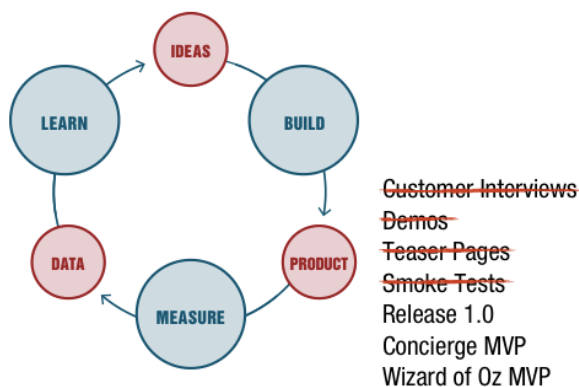 IDEAS
LEARN
BUILD
DATA
PRODUCT
MEASURE
Customer Interviews
Demos
Teaser Pages
Smoke Tests
Release 1.0
Concierge MVP
Wizard of Oz MVP